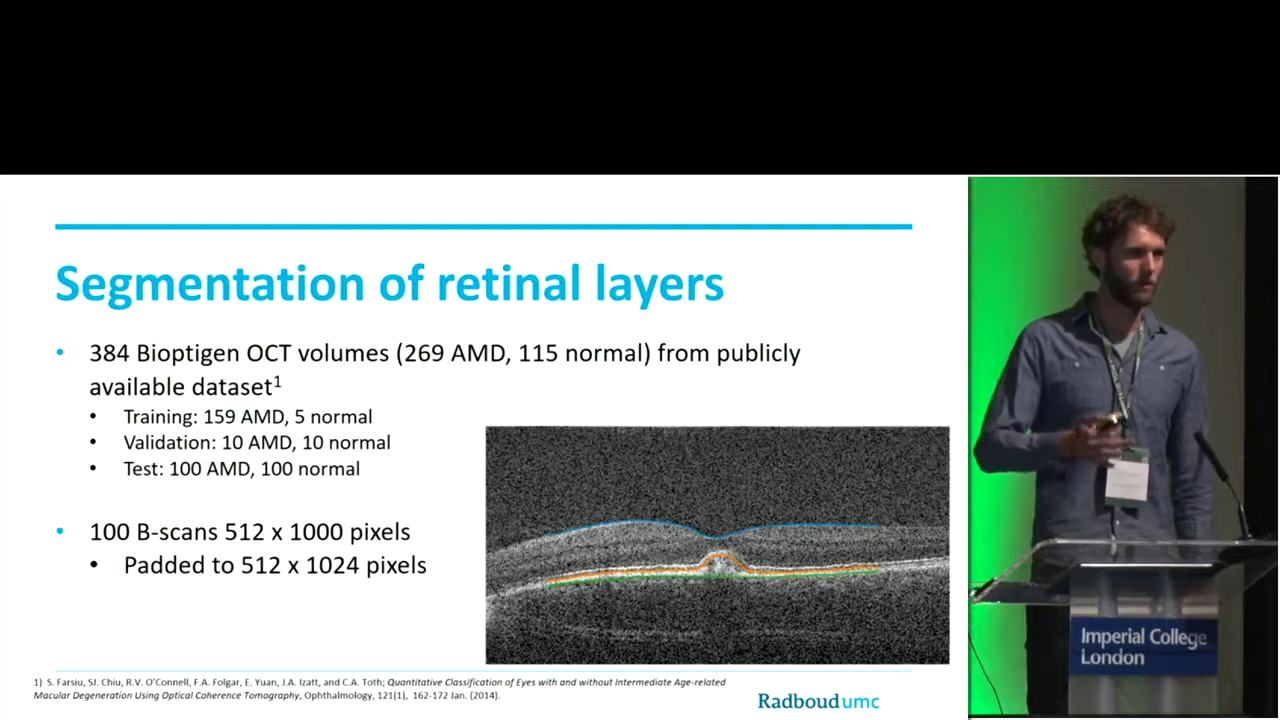 Segmentation of retinal layers
• 384 Bioptigen OCT volumes (269 AMD, 115 normal) from publicly
available dataset1
• Training: 159 AMD, 5 normal
• Validation: 10 AMD, 10 normal
• Test: 100 AMD, 100 normal
• 100 B-scans 512 x 1000 pixels
• Padded to 512 x 1024 pixels
1) S. Farsiu, SJ. Chiu, R.V. O'Connell, F.A. Folgar, E. Yuan, J.A. Izatt, and C.A. Toth; Quantitative Classification of Eyes with and without Intermediate Age-related
Macular Degeneration Using Optical Coherence Tomography, Ophthalmology, 121(1), 162-172 Jan. (2014).
Radboudumc
Imperial College
London